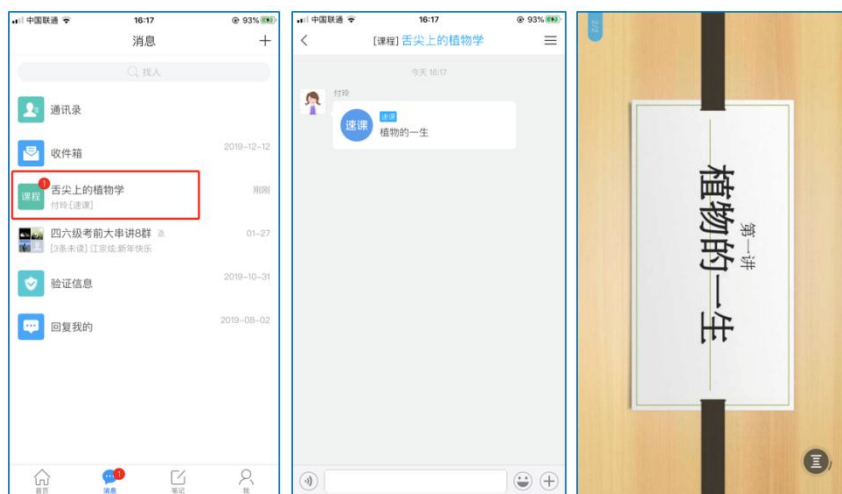 中国联通
16:17
93%
消息
找人
通讯录
收件箱
2019-12-12
课程
1
舌尖上的植物学
刚刚
付玲:[速课]
四六级考前大串讲8群
01-27
[3条未读] 江宗炫:新年快乐
验证信息
2019-10-31
回复我的
2019-08-02
首页
消息
1
笔记
我
中国联通
16:17
93%
[课程] 舌尖上的植物学
今天 16:17
付玲
速课
速课
植物的一生
2/2
第一讲
植物的一生